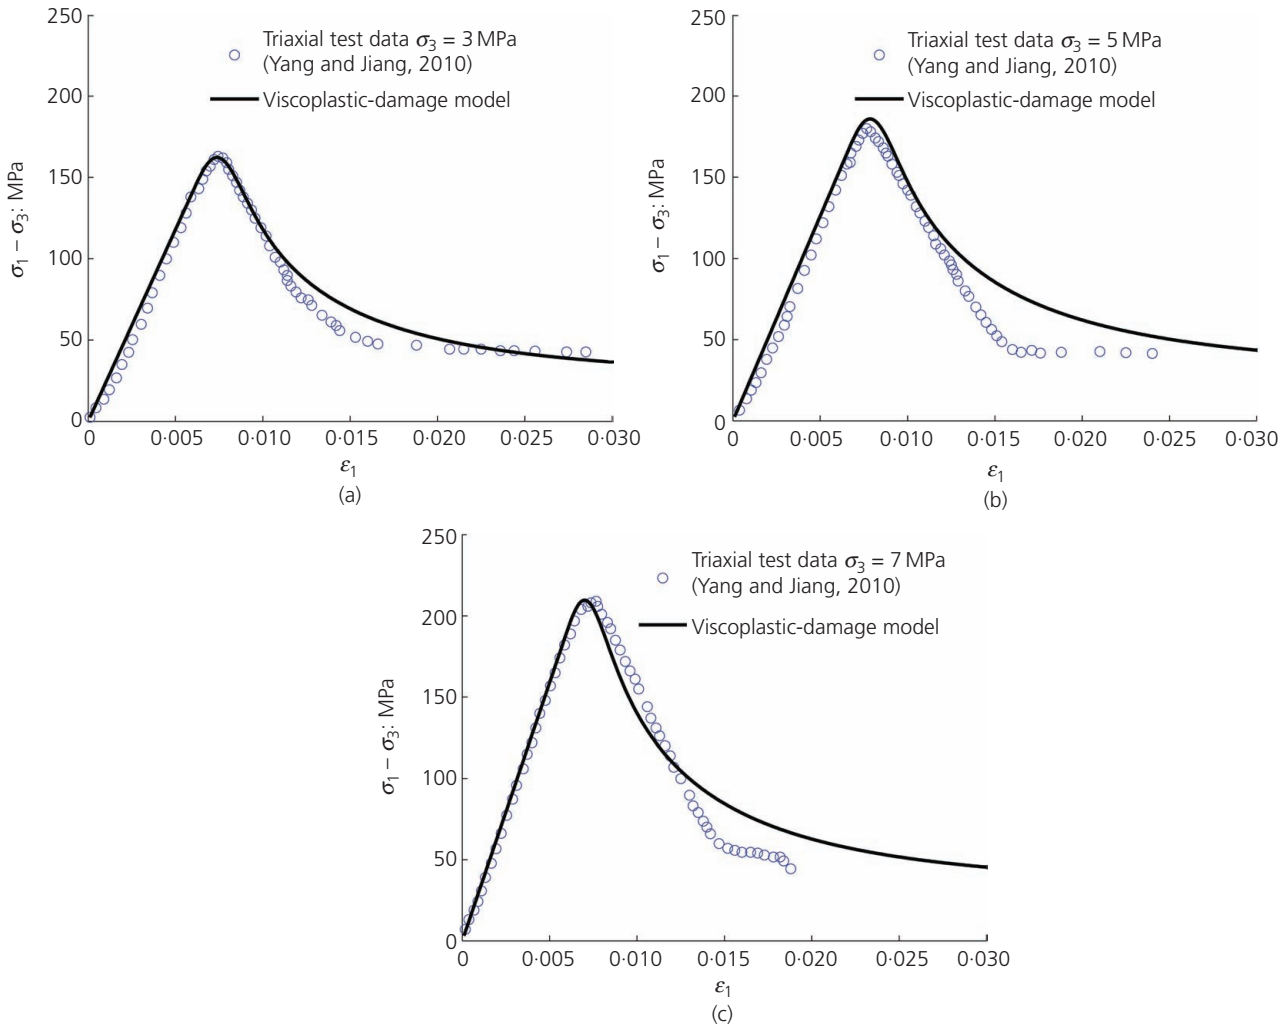 250
200
150
100
50
0
σ1 − σ3: MPa
Triaxial test data σ3 = 3 MPa
(Yang and Jiang, 2010)
Viscoplastic-damage model
0 0·005 0·010 0·015 0·020 0·025 0·030
ε1
(a)
250
200
150
100
50
0
σ1 − σ3: MPa
Triaxial test data σ3 = 5 MPa
(Yang and Jiang, 2010)
Viscoplastic-damage model
0 0·005 0·010 0·015 0·020 0·025 0·030
ε1
(b)
250
200
150
100
50
0
σ1 − σ3: MPa
Triaxial test data σ3 = 7 MPa
(Yang and Jiang, 2010)
Viscoplastic-damage model
0 0·005 0·010 0·015 0·020 0·025 0·030
ε1
(c)